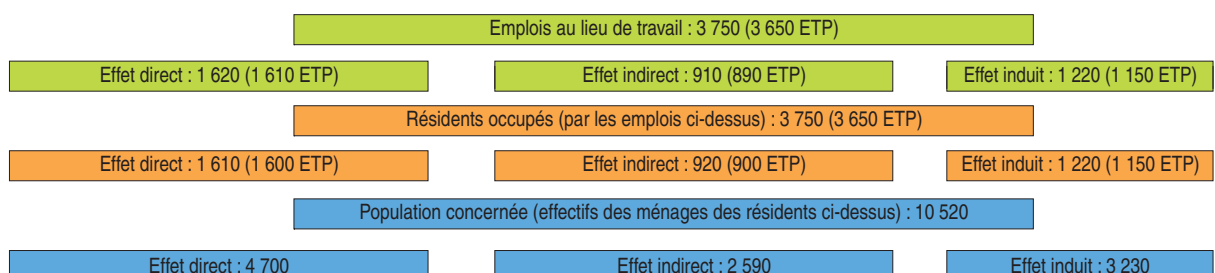 Emplois au lieu de travail : 3 750 (3 650 ETP)
Effet direct : 1 620 (1 610 ETP)
Effet indirect : 910 (890 ETP)
Effet induit : 1 220 (1 150 ETP)
Résidents occupés (par les emplois ci-dessus) : 3 750 (3 650 ETP)
Effet direct : 1 610 (1 600 ETP)
Effet indirect : 920 (900 ETP)
Effet induit : 1 220 (1 150 ETP)
Population concernée (effectifs des ménages des résidents ci-dessus) : 10 520
Effet direct : 4 700
Effet indirect : 2 590
Effet induit : 3 230